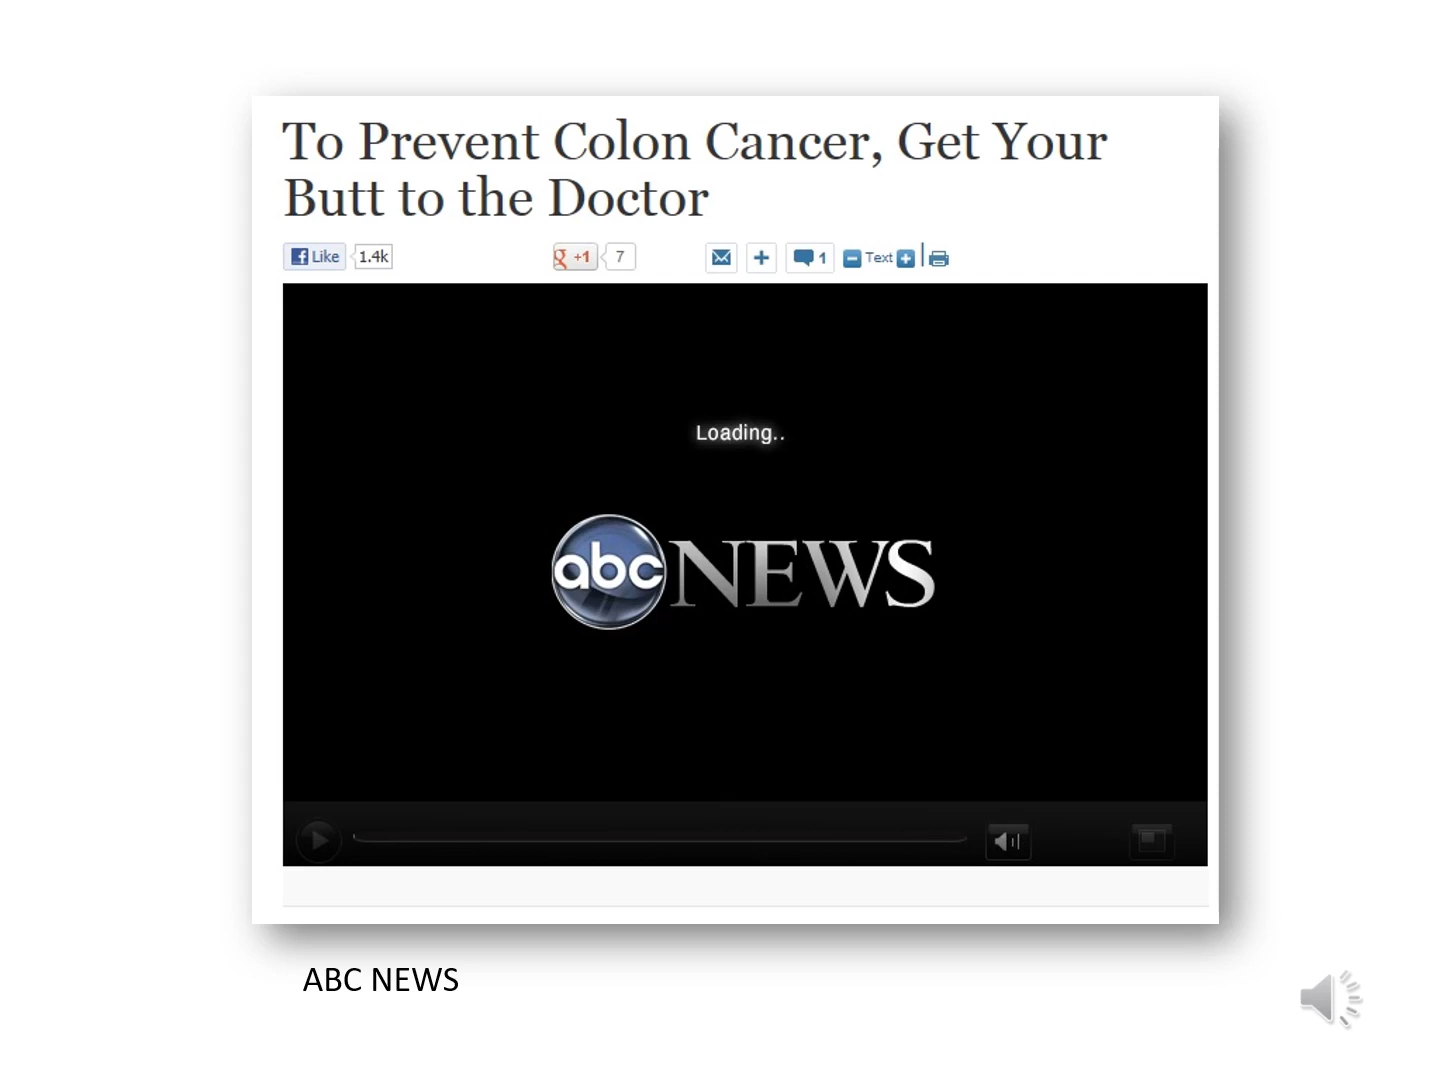 To Prevent Colon Cancer, Get Your
Butt to the Doctor
Like 1.4k +1 7 1 Text
Loading..
abc NEWS
ABC NEWS